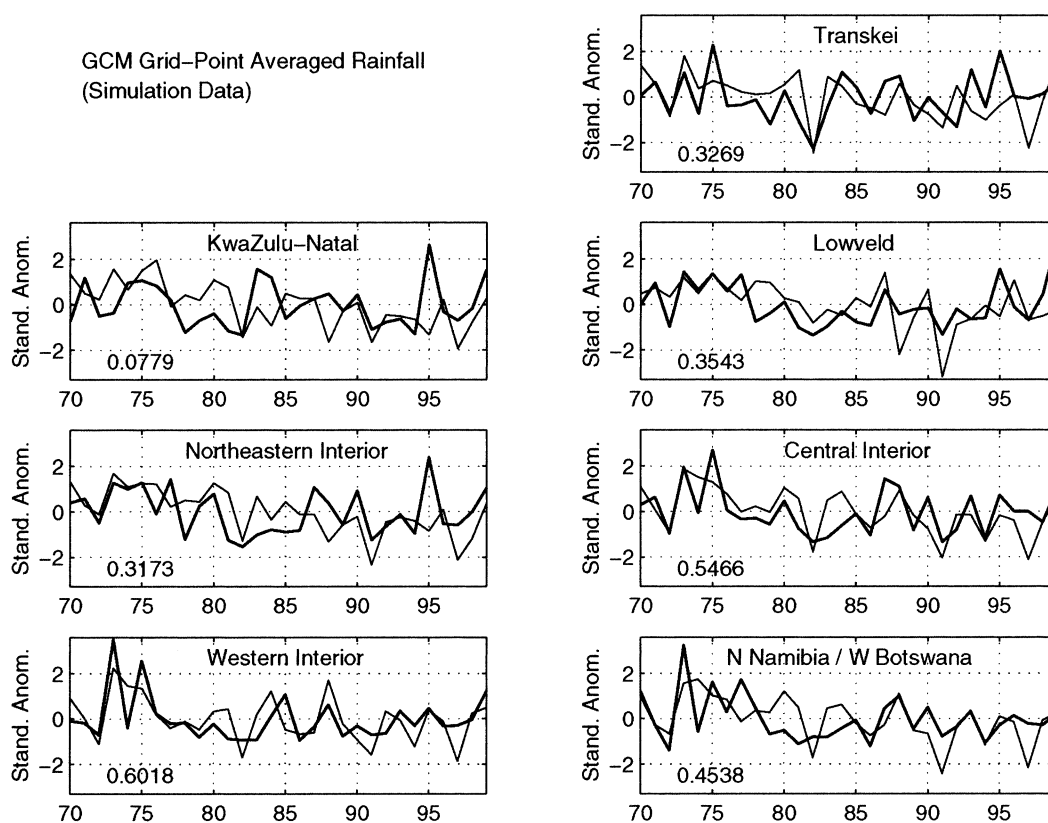 GCM Grid-Point Averaged Rainfall
(Simulation Data)
Transkei
Stand. Anom.
2
0
−2
0.3269
70 75 80 85 90 95
KwaZulu-Natal
Stand. Anom.
2
0
−2
0.0779
70 75 80 85 90 95
Lowveld
Stand. Anom.
2
0
−2
0.3543
70 75 80 85 90 95
Northeastern Interior
Stand. Anom.
2
0
−2
0.3173
70 75 80 85 90 95
Central Interior
Stand. Anom.
2
0
−2
0.5466
70 75 80 85 90 95
Western Interior
Stand. Anom.
2
0
−2
0.6018
70 75 80 85 90 95
N Namibia / W Botswana
Stand. Anom.
2
0
−2
0.4538
70 75 80 85 90 95